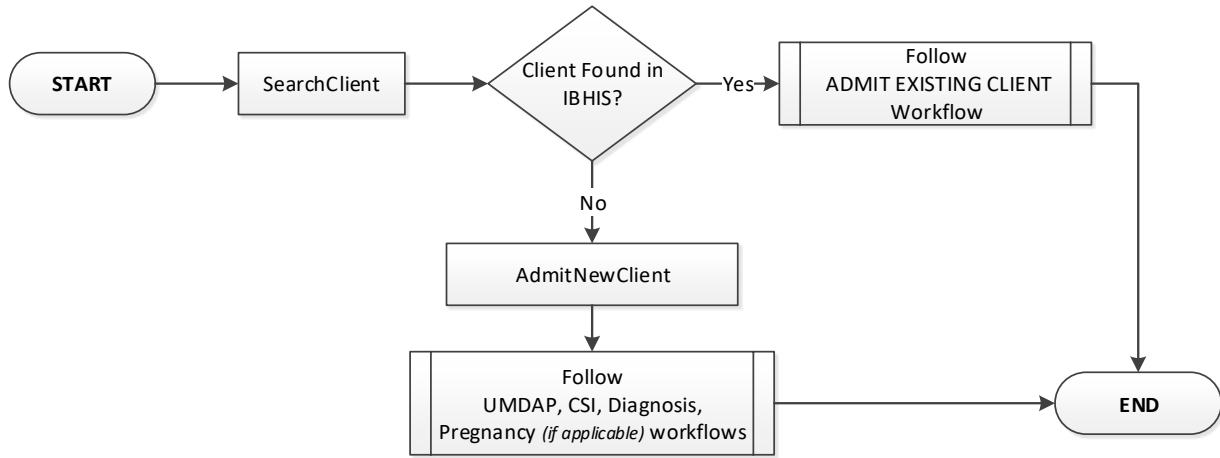 START
SearchClient
Client Found in
IBHIS?
Yes
Follow
ADMIT EXISTING CLIENT
Workflow
No
AdmitNewClient
Follow
UMDAP, CSI, Diagnosis,
Pregnancy (if applicable) workflows
END